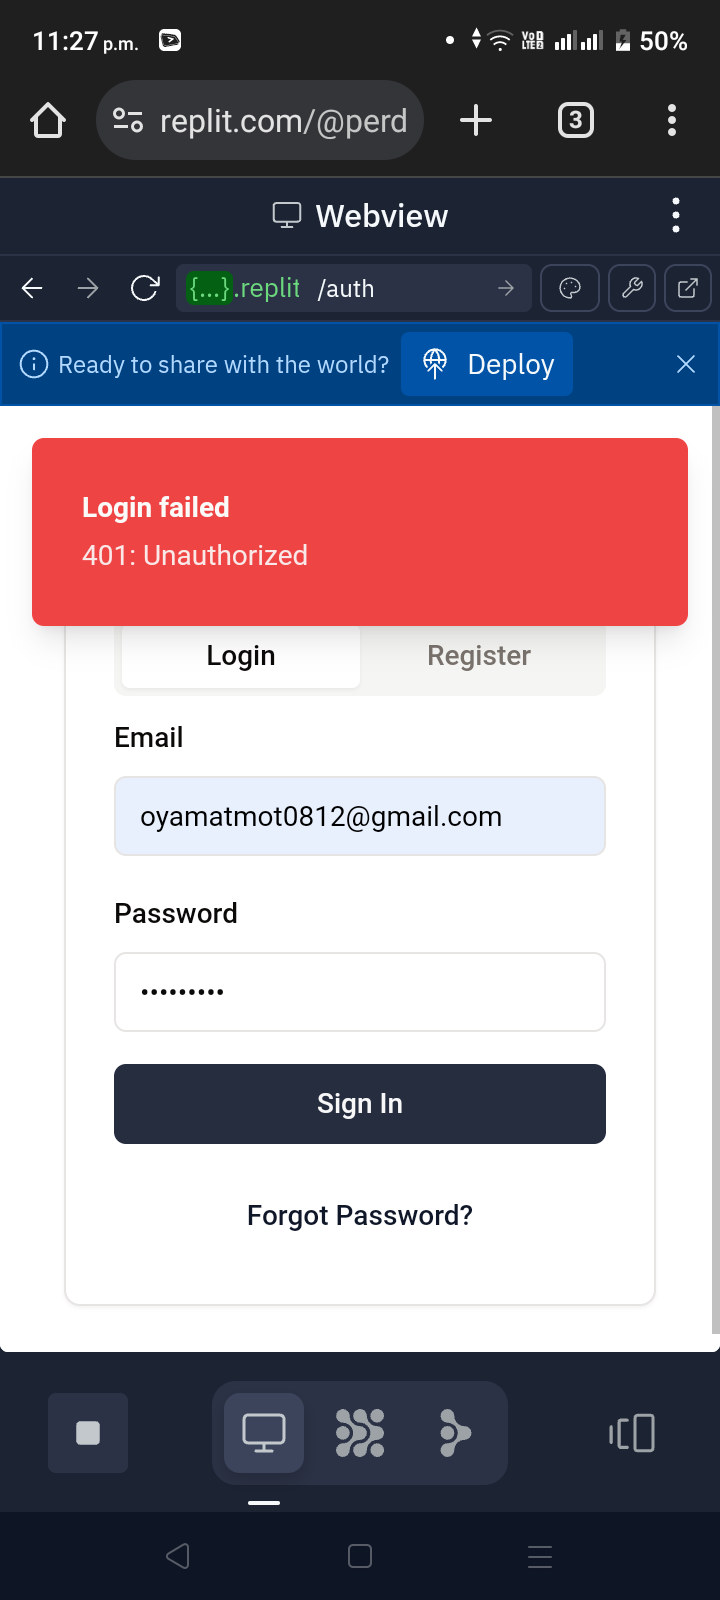 11:27 p.m. 50%
replit.com/@perd 3
Webview
{...}.replit /auth
Ready to share with the world? Deploy
Login failed
401: Unauthorized
Login Register
Email
oyamatmot0812@gmail.com
Password
•••••••••
Sign In
Forgot Password?